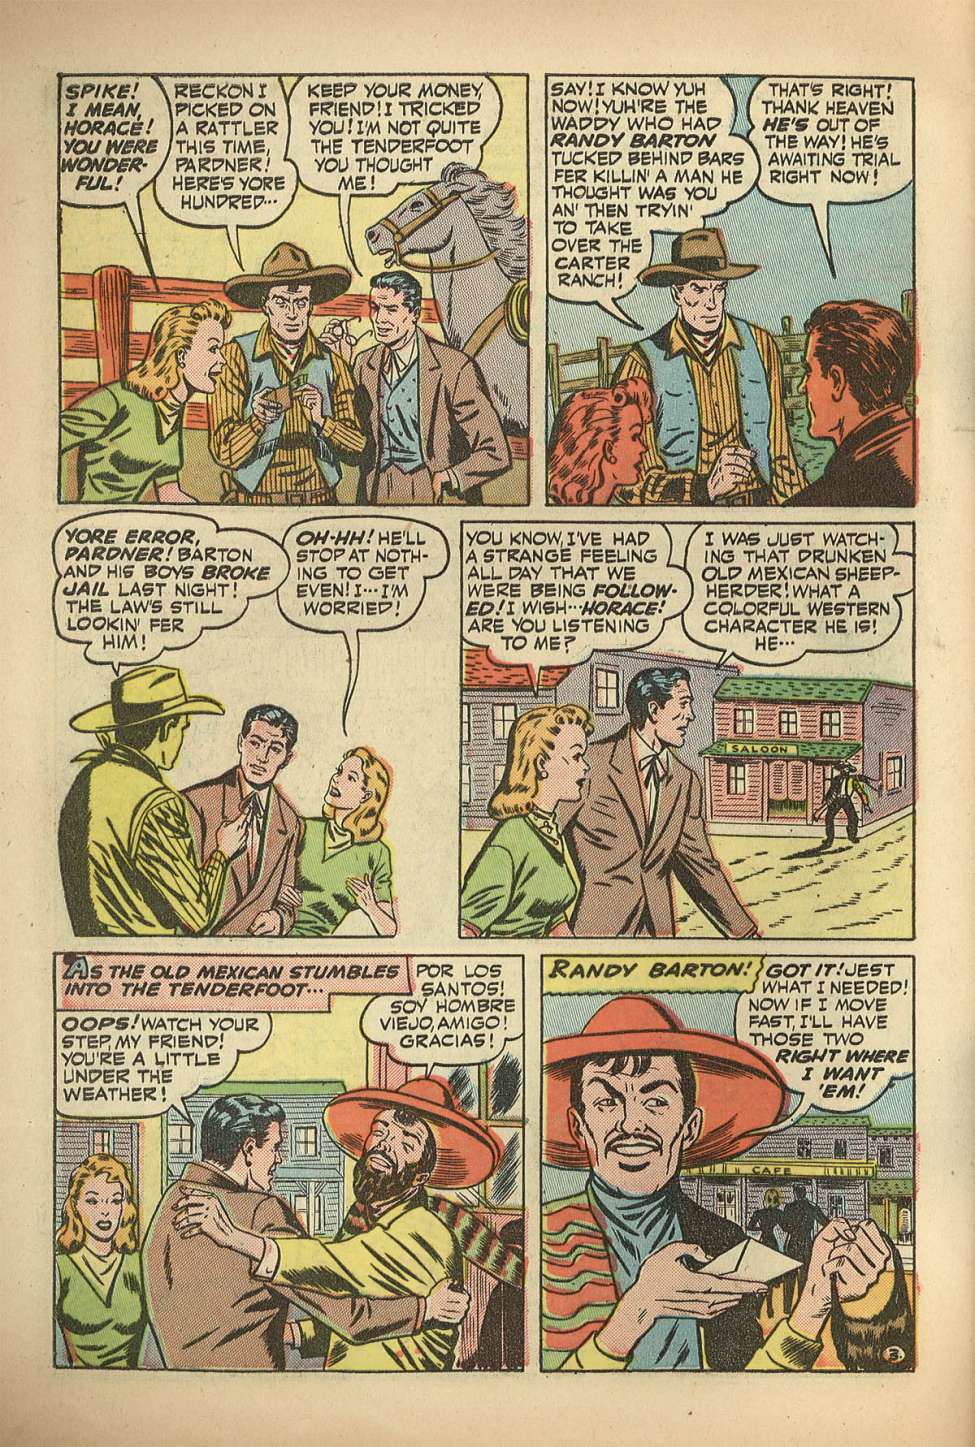 SPIKE!
I MEAN,
HORACE!
YOU WERE
WONDER-
FUL!
RECKON I
PICKED ON
A RATTLER
THIS TIME,
PARDNER!
HERE'S YORE
HUNDRED---
KEEP YOUR MONEY,
FRIEND! I TRICKED
YOU! I'M NOT QUITE
THE TENDERFOOT
YOU THOUGHT
ME!
SAY! I KNOW YUH
NOW! YUH'RE THE
WADDY WHO HAD
RANDY BARTON
TUCKED BEHIND BARS
FER KILLIN' A MAN HE
THOUGHT WAS YOU
AN' THEN TRYIN'
TO TAKE
OVER THE
CARTER
RANCH!
THAT'S RIGHT!
THANK HEAVEN
HE'S OUT OF
THE WAY! HE'S
AWAITING TRIAL
RIGHT NOW!
YORE ERROR,
PARDNER! BARTON
AND HIS BOYS BROKE
JAIL LAST NIGHT!
THE LAW'S STILL
LOOKIN' FER
HIM!
OH-HH! HE'LL
STOP AT NOTH-
ING TO GET
EVEN! I--- I'M
WORRIED!
YOU KNOW, I'VE HAD
A STRANGE FEELING
ALL DAY THAT WE
WERE BEING FOLLOW-
ED! I WISH--- HORACE!
ARE YOU LISTENING
TO ME?
I WAS JUST WATCH-
ING THAT DRUNKEN
OLD MEXICAN SHEEP-
HERDER! WHAT A
COLORFUL WESTERN
CHARACTER HE IS!
HE---
SALOON
AS THE OLD MEXICAN STUMBLES
INTO THE TENDERFOOT---
OOPS! WATCH YOUR
STEP, MY FRIEND!
YOU'RE A LITTLE
UNDER THE
WEATHER!
POR LOS
SANTOS!
SOY HOMBRE
VIEJO, AMIGO!
GRACIAS!
RANDY BARTON!
GOT IT! JEST
WHAT I NEEDED!
NOW IF I MOVE
FAST, I'LL HAVE
THOSE TWO
RIGHT WHERE
I WANT
'EM!
CAFE
3.